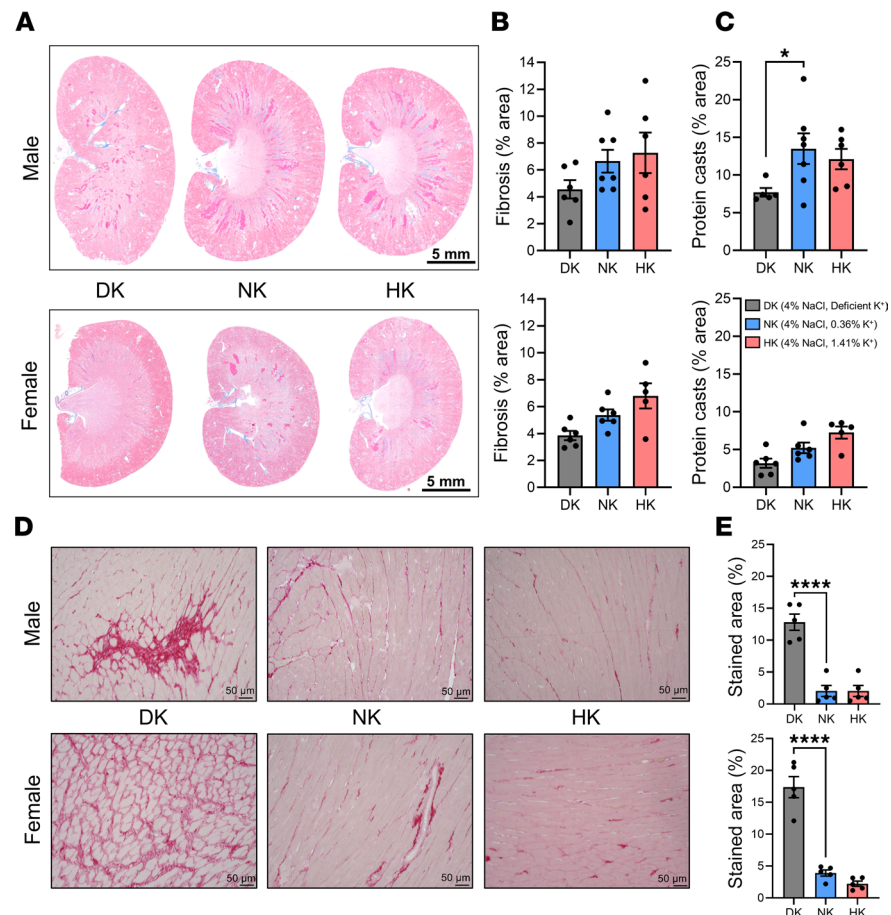 A
Male
5 mm
DK NK HK
Female
5 mm
B
Fibrosis (% area)
14
12
10
8
6
4
2
0
DK NK HK
Fibrosis (% area)
14
12
10
8
6
4
2
0
DK NK HK
C
Protein casts (% area)
25
20
15
10
5
0
*
DK NK HK
Protein casts (% area)
25
20
15
10
5
0
DK (4% NaCl, Deficient K⁺)
NK (4% NaCl, 0.36% K⁺)
HK (4% NaCl, 1.41% K⁺)
DK NK HK
D
Male
50 µm 50 µm 50 µm
DK NK HK
Female
50 µm 50 µm 50 µm
E
Stained area (%)
25
20
15
10
5
0
****
DK NK HK
Stained area (%)
25
20
15
10
5
0
****
DK NK HK